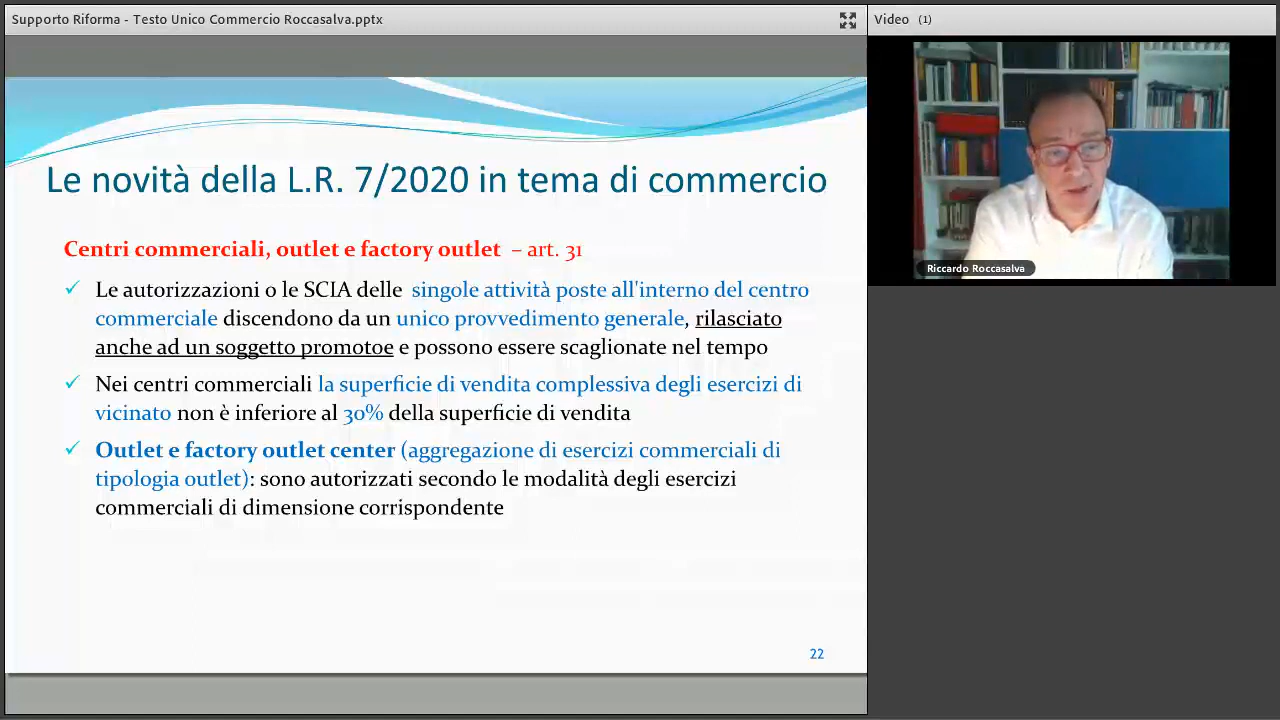 Supporto Riforma - Testo Unico Commercio Roccasalva.pptx
Video (1)
Riccardo Roccasalva
Le novità della L.R. 7/2020 in tema di commercio
Centri commerciali, outlet e factory outlet – art. 31
Le autorizzazioni o le SCIA delle singole attività poste all'interno del centro
commerciale discendono da un unico provvedimento generale, rilasciato
anche ad un soggetto promotoe e possono essere scaglionate nel tempo
Nei centri commerciali la superficie di vendita complessiva degli esercizi di
vicinato non è inferiore al 30% della superficie di vendita
Outlet e factory outlet center (aggregazione di esercizi commerciali di
tipologia outlet): sono autorizzati secondo le modalità degli esercizi
commerciali di dimensione corrispondente
22